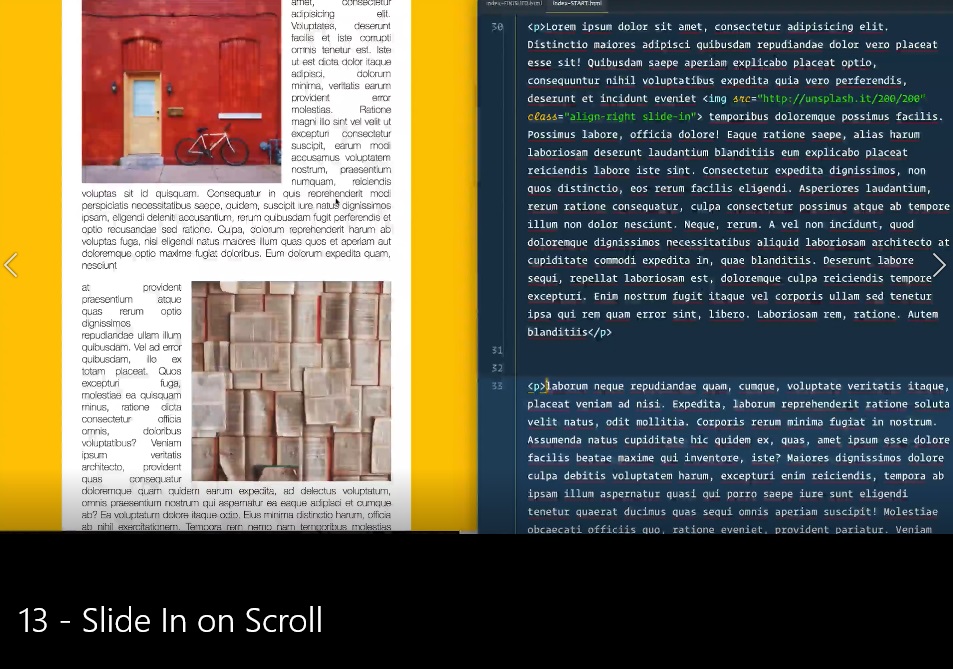 amet, consectetur
adipisicing elit.
Voluptates, deserunt
facilis et iste corrupti
omnis tenetur est. Iste
ut est dicta dolor itaque
adipisci, dolorum
minima, veritatis earum
provident error
molestias. Ratione
magni illo sint vel velit ut
excepturi consectetur
suscipit, earum modi
accusamus voluptatem
nostrum, praesentium
numquam, reiciendis
voluptas sit id quisquam. Consequatur in quis reprehenderit modi
perspiciatis necessitatibus saepe, quidem, suscipit iure natus dignissimos
ipsam, eligendi deleniti accusantium, rerum quibusdam fugit perferendis et
optio recusandae sed ratione. Culpa, dolorum reprehenderit harum ab
voluptas fuga, nisi eligendi natus maiores illum quas quos et aperiam aut
doloremque optio maxime fugiat doloribus. Eum dolorum expedita quam,
nesciunt
at provident
praesentium atque
quas rerum optio
dignissimos
repudiandae ullam illum
quibusdam. Vel ad error
quibusdam, illo ex
totam placeat. Quos
excepturi fuga,
molestiae ea quisquam
minus, ratione dicta
consectetur officia
omnis, doloribus
voluptatibus? Veniam
ipsum veritatis
architecto, provident
quas consequatur
doloremque quam quidem earum expedita, ad delectus voluptatum,
omnis praesentium nostrum qui aspernatur ea eaque adipisci et cumque
ab? Ea voluptatum dolore itaque odio. Eius minima distinctio harum, officia
ab nihil exercitationem. Tempora rem nemo nam temporibus molestias
index-FINISHED.html index-START.html
30 <p>Lorem ipsum dolor sit amet, consectetur adipisicing elit.
Distinctio maiores adipisci quibusdam repudiandae dolor vero placeat
esse sit! Quibusdam saepe aperiam explicabo placeat optio,
consequuntur nihil voluptatibus expedita quia vero perferendis,
deserunt et incidunt eveniet <img src="http://unsplash.it/200/200"
class="align-right slide-in"> temporibus doloremque possimus facilis.
Possimus labore, officia dolore! Eaque ratione saepe, alias harum
laboriosam deserunt laudantium blanditiis eum explicabo placeat
reiciendis labore iste sint. Consectetur expedita dignissimos, non
quos distinctio, eos rerum facilis eligendi. Asperiores laudantium,
rerum ratione consequatur, culpa consectetur possimus atque ab tempore
illum non dolor nesciunt. Neque, rerum. A vel non incidunt, quod
doloremque dignissimos necessitatibus aliquid laboriosam architecto at
cupiditate commodi expedita in, quae blanditiis. Deserunt labore
sequi, repellat laboriosam est, doloremque culpa reiciendis tempore
excepturi. Enim nostrum fugit itaque vel corporis ullam sed tenetur
ipsa qui rem quam error sint, libero. Laboriosam rem, ratione. Autem
blanditiis</p>
31
32
33 <p>laborum neque repudiandae quam, cumque, voluptate veritatis itaque,
placeat veniam ad nisi. Expedita, laborum reprehenderit ratione soluta
velit natus, odit mollitia. Corporis rerum minima fugiat in nostrum.
Assumenda natus cupiditate hic quidem ex, quas, amet ipsum esse dolore
facilis beatae maxime qui inventore, iste? Maiores dignissimos dolore
culpa debitis voluptatem harum, excepturi enim reiciendis, tempora ab
ipsam illum aspernatur quasi qui porro saepe iure sunt eligendi
tenetur quaerat ducimus quas sequi omnis aperiam suscipit! Molestiae
obcaecati officiis quo, ratione eveniet, provident pariatur. Veniam
13 - Slide In on Scroll